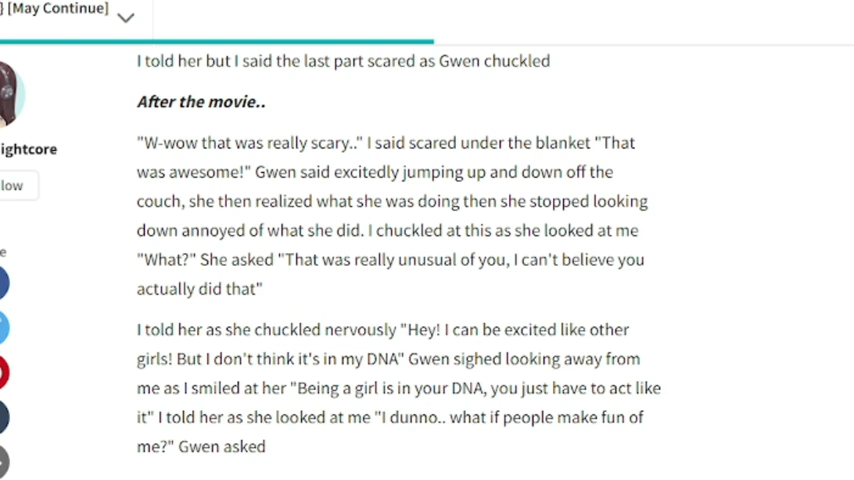 } [May Continue]
I told her but I said the last part scared as Gwen chuckled
After the movie..
"W-wow that was really scary.." I said scared under the blanket "That
was awesome!" Gwen said excitedly jumping up and down off the
couch, she then realized what she was doing then she stopped looking
down annoyed of what she did. I chuckled at this as she looked at me
"What?" She asked "That was really unusual of you, I can't believe you
actually did that"
I told her as she chuckled nervously "Hey! I can be excited like other
girls! But I don't think it's in my DNA" Gwen sighed looking away from
me as I smiled at her "Being a girl is in your DNA, you just have to act like
it" I told her as she looked at me "I dunno.. what if people make fun of
me?" Gwen asked
ightcore
low
e